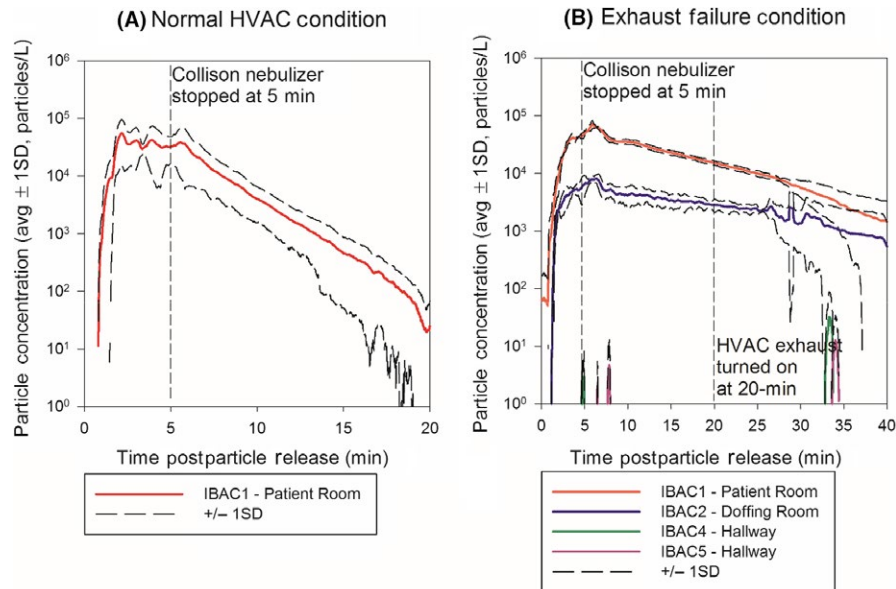 (A) Normal HVAC condition
Particle concentration (avg ± 1SD, particles/L)
10⁶
10⁵
10⁴
10³
10²
10¹
10⁰
Collison nebulizer
stopped at 5 min
0 5 10 15 20
Time postparticle release (min)
IBAC1 - Patient Room
+/− 1SD
(B) Exhaust failure condition
Particle concentration (avg ± 1SD, particles/L)
10⁶
10⁵
10⁴
10³
10²
10¹
10⁰
Collison nebulizer
stopped at 5 min
HVAC exhaust
turned on
at 20-min
0 5 10 15 20 25 30 35 40
Time postparticle release (min)
IBAC1 - Patient Room
IBAC2 - Doffing Room
IBAC4 - Hallway
IBAC5 - Hallway
+/− 1SD